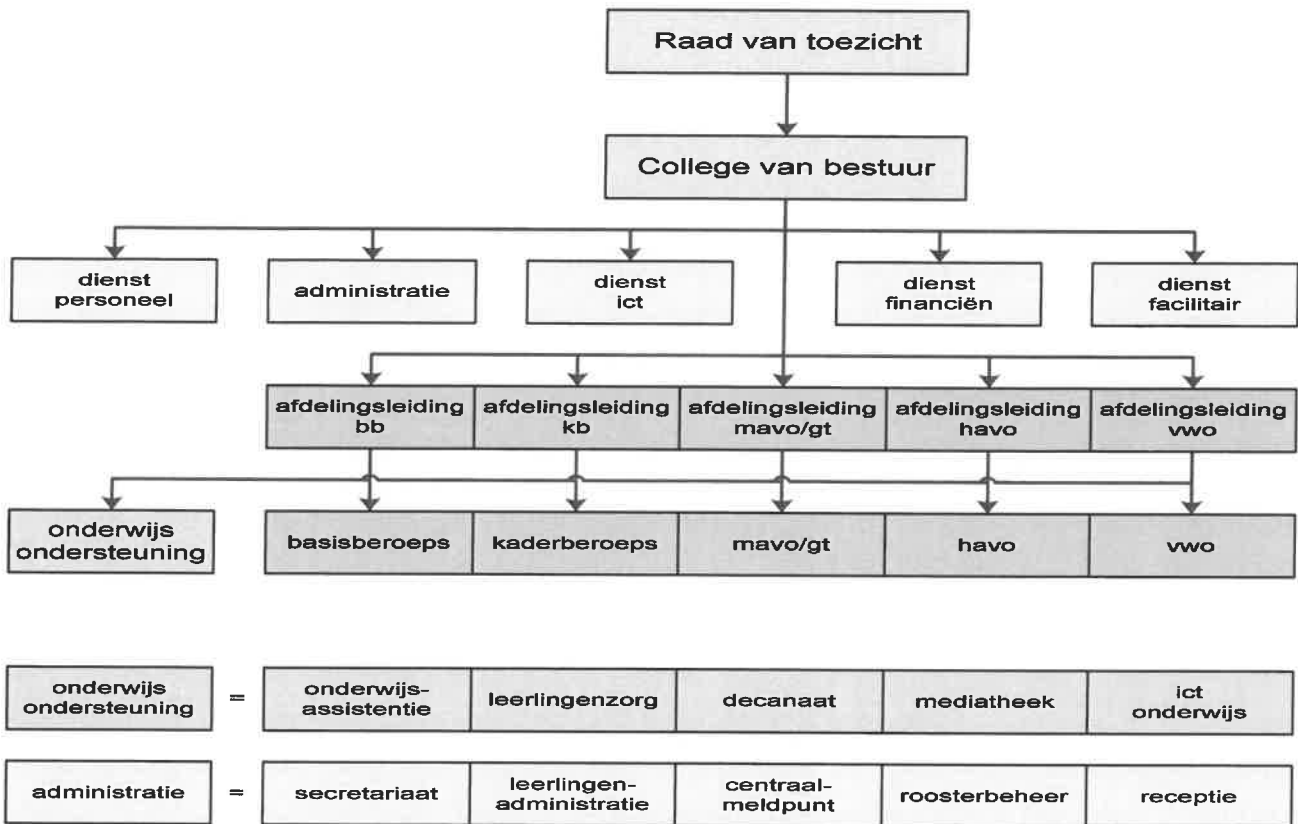 Raad van toezicht
College van bestuur
dienst
personeel
administratie
dienst
ict
dienst
financiën
dienst
facilitair
afdelingsleiding
bb
afdelingsleiding
kb
afdelingsleiding
mavo/gt
afdelingsleiding
havo
afdelingsleiding
vwo
onderwijs
ondersteuning
basisberoeps
kaderberoeps
mavo/gt
havo
vwo
onderwijs
ondersteuning
=
onderwijs-
assistentie
leerlingenzorg
decanaat
mediatheek
ict
onderwijs
administratie
=
secretariaat
leerlingen-
administratie
centraal-
meldpunt
roosterbeheer
receptie